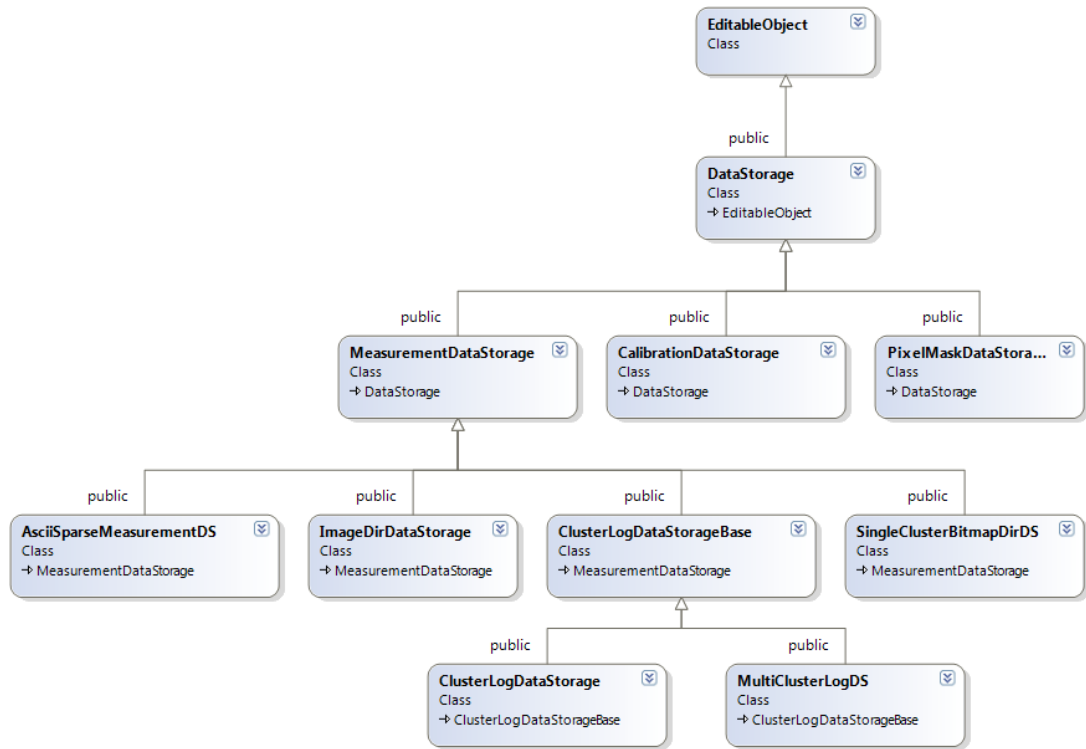 EditableObject
Class
public
DataStorage
Class
EditableObject
public
public
public
MeasurementDataStorage
Class
DataStorage
CalibrationDataStorage
Class
DataStorage
PixelMaskDataStora...
Class
DataStorage
public
public
public
public
AsciiSparseMeasurementDS
Class
MeasurementDataStorage
ImageDirDataStorage
Class
MeasurementDataStorage
ClusterLogDataStorageBase
Class
MeasurementDataStorage
SingleClusterBitmapDirDS
Class
MeasurementDataStorage
public
public
ClusterLogDataStorage
Class
ClusterLogDataStorageBase
MultiClusterLogDS
Class
ClusterLogDataStorageBase